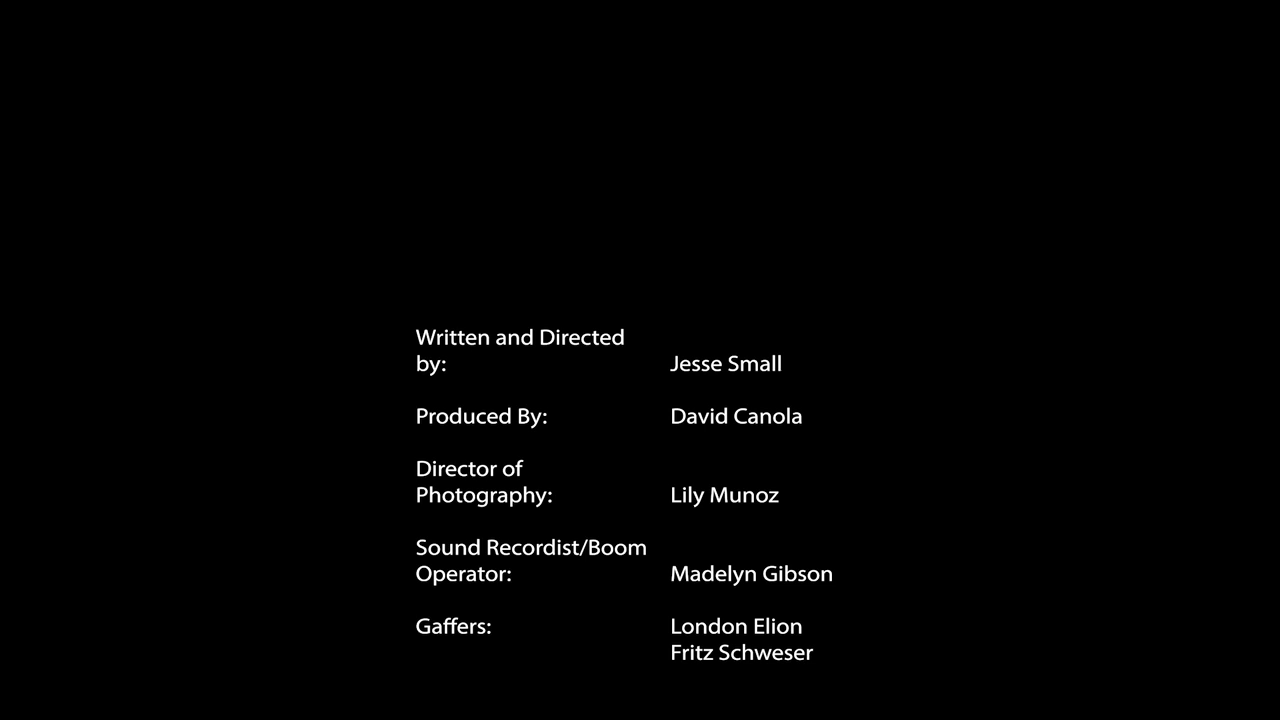 Written and Directed
by: Jesse Small
Produced By: David Canola
Director of
Photography: Lily Munoz
Sound Recordist/Boom
Operator: Madelyn Gibson
Gaffers: London Elion
Fritz Schweser